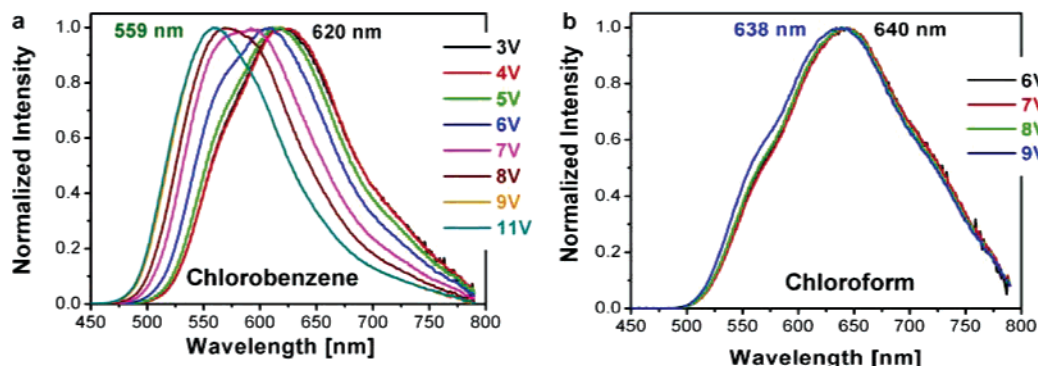 a
559 nm
620 nm
3V
4V
5V
6V
7V
8V
9V
11V
Chlorobenzene
Normalized Intensity
1.0
0.8
0.6
0.4
0.2
0.0
450 500 550 600 650 700 750 800
Wavelength [nm]
b
638 nm
640 nm
6V
7V
8V
9V
Chloroform
Normalized Intensity
1.0
0.8
0.6
0.4
0.2
0.0
450 500 550 600 650 700 750 800
Wavelength [nm]